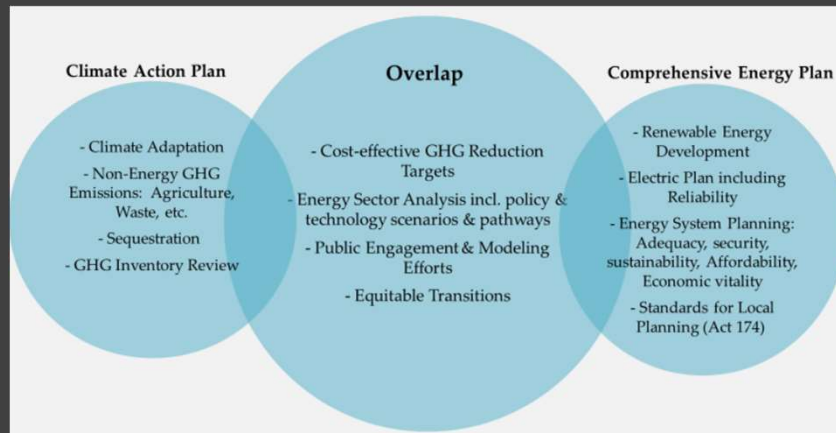 Climate Action Plan
- Climate Adaptation
- Non-Energy GHG
Emissions: Agriculture,
Waste, etc.
- Sequestration
- GHG Inventory Review
Overlap
- Cost-effective GHG Reduction
Targets
- Energy Sector Analysis incl. policy &
technology scenarios & pathways
- Public Engagement & Modeling
Efforts
- Equitable Transitions
Comprehensive Energy Plan
- Renewable Energy
Development
- Electric Plan including
Reliability
- Energy System Planning:
Adequacy, security,
sustainability, Affordability,
Economic vitality
- Standards for Local
Planning (Act 174)